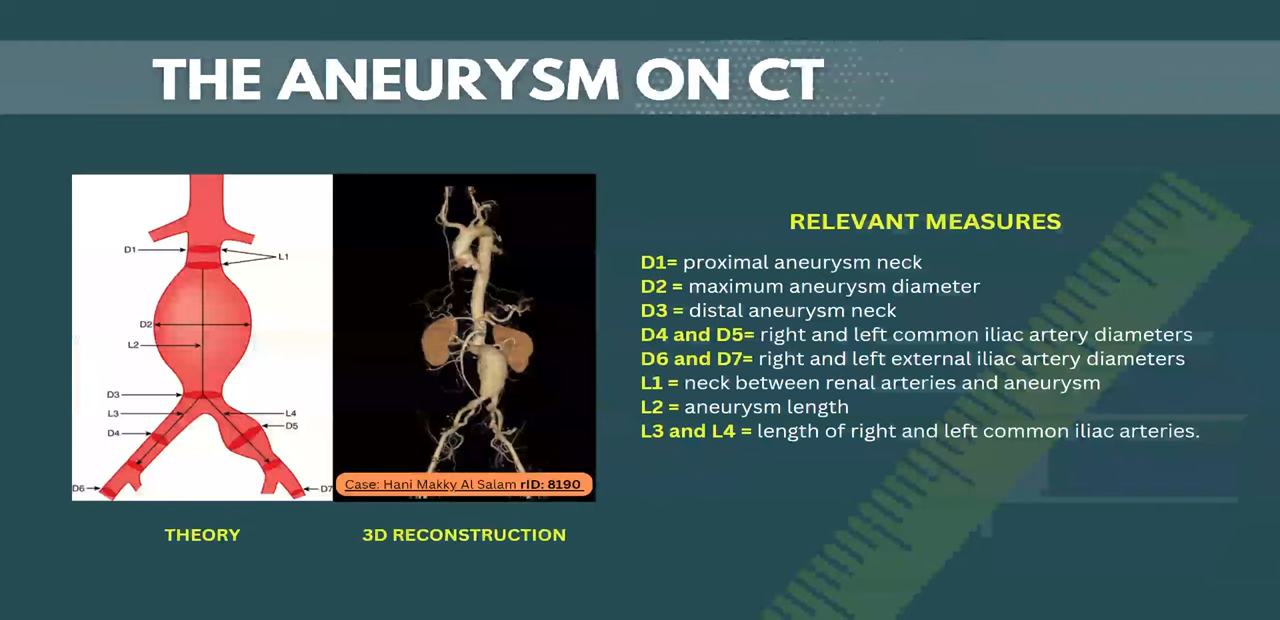 THE ANEURYSM ON CT
D1
L1
D2
L2
D3
L3
L4
D5
D4
D6
D7
Case: Hani Makky Al Salam rID: 8190
THEORY
3D RECONSTRUCTION
RELEVANT MEASURES
D1= proximal aneurysm neck
D2 = maximum aneurysm diameter
D3 = distal aneurysm neck
D4 and D5= right and left common iliac artery diameters
D6 and D7= right and left external iliac artery diameters
L1 = neck between renal arteries and aneurysm
L2 = aneurysm length
L3 and L4 = length of right and left common iliac arteries.